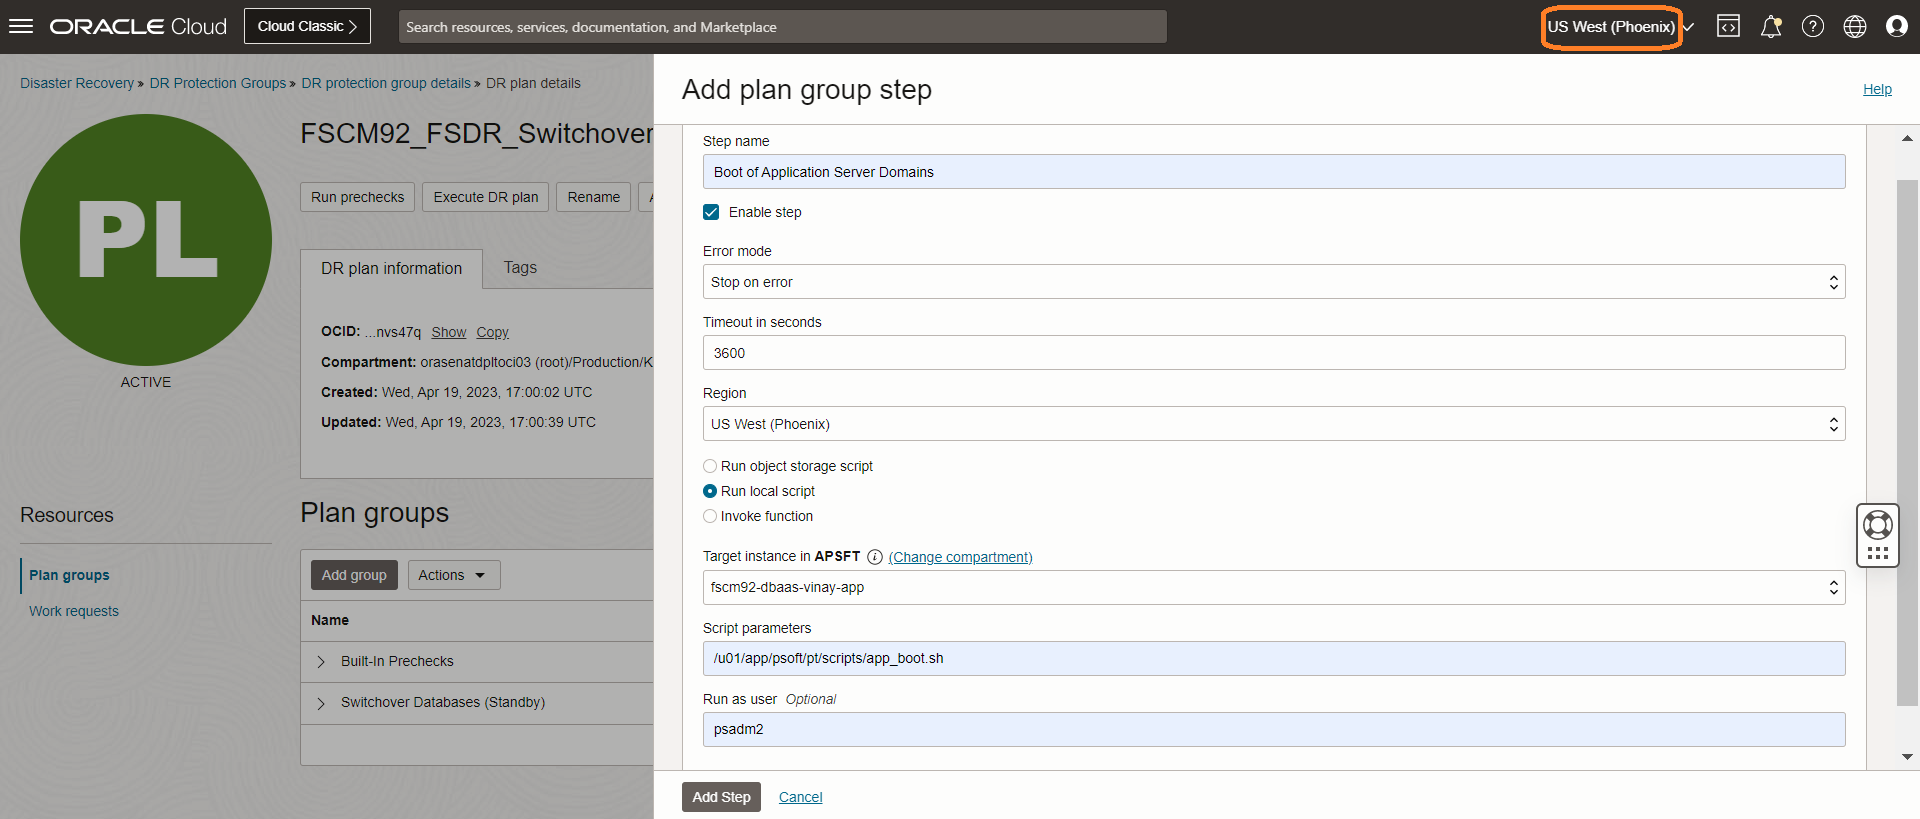 ORACLE Cloud
Cloud Classic
Search resources, services, documentation, and Marketplace
US West (Phoenix)
Disaster Recovery » DR Protection Groups » DR protection group details » DR plan details
PL
ACTIVE
FSCM92_FSDR_Switchover
Run prechecks
Execute DR plan
Rename
DR plan information
Tags
OCID: ...nvs47q Show Copy
Compartment: orasenatdpltoci03 (root)/Production/K
Created: Wed, Apr 19, 2023, 17:00:02 UTC
Updated: Wed, Apr 19, 2023, 17:00:39 UTC
Resources
Plan groups
Work requests
Plan groups
Add group
Actions
Name
Built-In Prechecks
Switchover Databases (Standby)
Add plan group step
Help
Step name
Boot of Application Server Domains
Enable step
Error mode
Stop on error
Timeout in seconds
3600
Region
US West (Phoenix)
Run object storage script
Run local script
Invoke function
Target instance in APSFT (Change compartment)
fscm92-dbaas-vinay-app
Script parameters
/u01/app/psoft/pt/scripts/app_boot.sh
Run as user Optional
psadm2
Add Step
Cancel